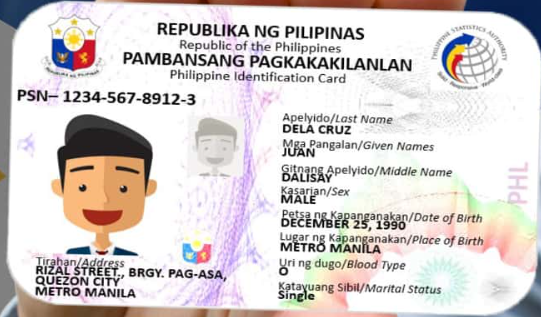 REPUBLIKA NG PILIPINAS
Republic of the Philippines
PAMBANSANG PAGKAKAKILANLAN
Philippine Identification Card
PSN– 1234-567-8912-3
Apelyido/Last Name
DELA CRUZ
Mga Pangalan/Given Names
JUAN
Gitnang Apelyido/Middle Name
DALISAY
Kasarian/Sex
MALE
Petsa ng Kapanganakan/Date of Birth
DECEMBER 25, 1990
Lugar ng Kapanganakan/Place of Birth
METRO MANILA
Uri ng dugo/Blood Type
O
Katayuang Sibil/Marital Status
Single
Tirahan/Address
RIZAL STREET., BRGY. PAG-ASA,
QUEZON CITY
METRO MANILA
PHL
PHILIPPINE STATISTICS AUTHORITY